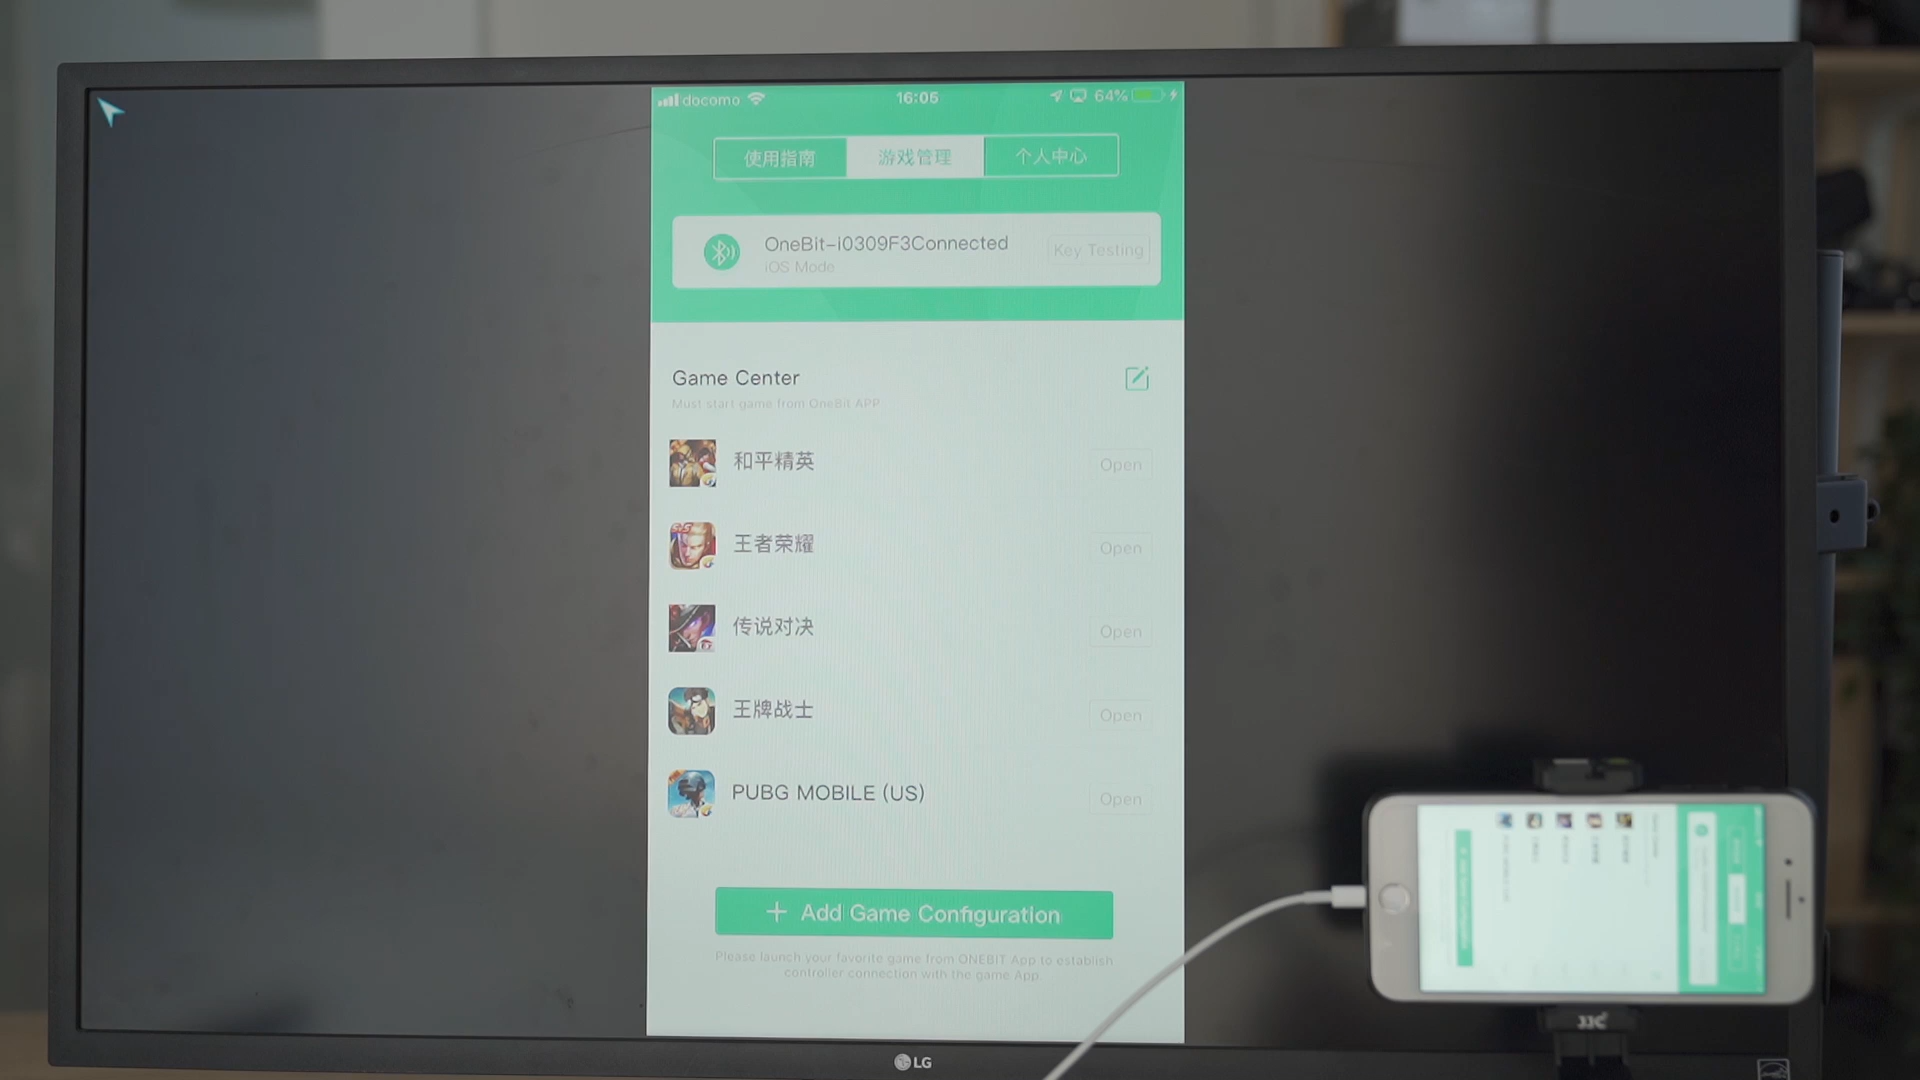 docomo 16:05 64%
使用指南 游戏管理 个人中心
OneBit-i0309F3Connected
iOS Mode
Key Testing
Game Center
Must start game from OneBit APP
和平精英 Open
王者荣耀 Open
传说对决 Open
王牌战士 Open
PUBG MOBILE (US) Open
+ Add Game Configuration
Please launch your favorite game from ONEBIT App to establish
controller connection with the game App
LG
JJC